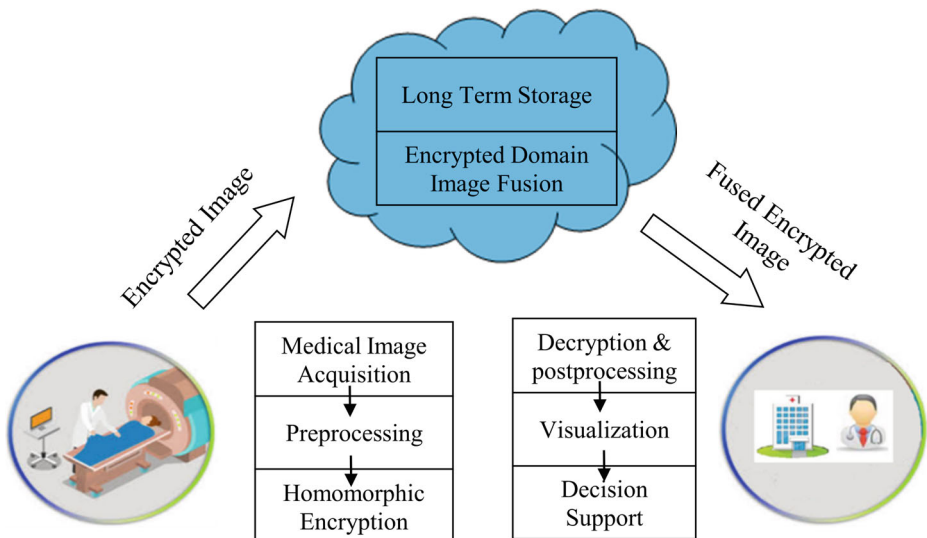 Long Term Storage
Encrypted Domain
Image Fusion
Encrypted Image
Fused Encrypted
Image
Medical Image
Acquisition
Preprocessing
Homomorphic
Encryption
Decryption &
postprocessing
Visualization
Decision
Support